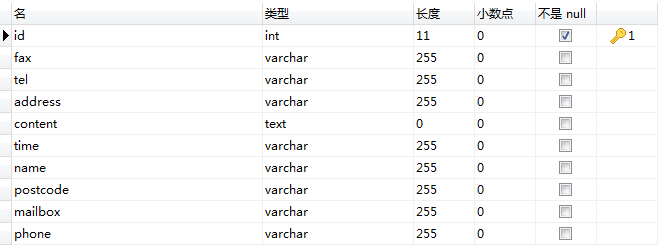 名 类型 长度 小数点 不是 null
id int 11 0 1
fax varchar 255 0
tel varchar 255 0
address varchar 255 0
content text 0 0
time varchar 255 0
name varchar 255 0
postcode varchar 255 0
mailbox varchar 255 0
phone varchar 255 0